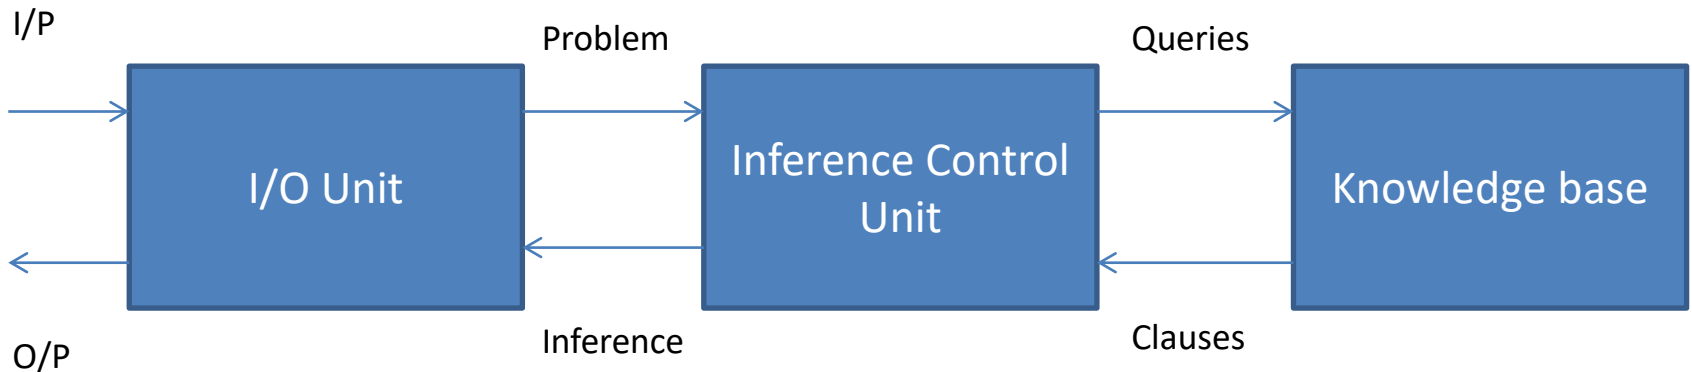 I/P
Problem
Queries
I/O Unit
Inference Control
Unit
Knowledge base
O/P
Inference
Clauses